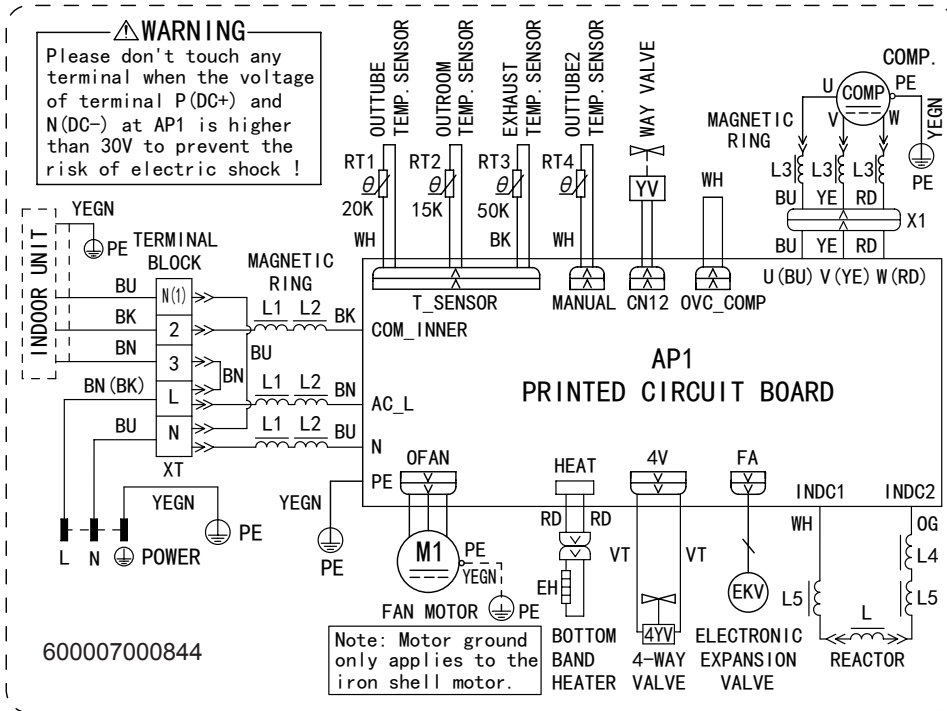 WARNING
Please don't touch any
terminal when the voltage
of terminal P(DC+) and
N(DC-) at AP1 is higher
than 30V to prevent the
risk of electric shock !
OUTTUBE
TEMP. SENSOR
OUTROOM
TEMP. SENSOR
EXHAUST
TEMP. SENSOR
OUTTUBE2
TEMP. SENSOR
WAY VALVE
COMP.
U COMP PE
V W
YEGN
PE
MAGNETIC
RING
L3 L3 L3
BU YE RD
X1
BU YE RD
RT1 RT2 RT3 RT4
θ θ θ θ
20K 15K 50K
WH BK WH
YV
WH
U(BU) V(YE) W(RD)
T_SENSOR MANUAL CN12 OVC_COMP
YEGN
PE
INDOOR UNIT
TERMINAL
BLOCK
MAGNETIC
RING
BU N(1)
BK 2 L1 L2 BK COM_INNER
BN 3 BU
BN
BN(BK) L L1 L2 BN AC_L
BU N L1 L2 BU N
XT
AP1
PRINTED CIRCUIT BOARD
YEGN PE
L N POWER
YEGN PE
PE
OFAN HEAT 4V FA INDC1 INDC2
M1 PE
YEGN
FAN MOTOR PE
RD RD
EH
VT VT
4YV
EKV
WH OG
L4
L5 L5
L
BOTTOM
BAND
HEATER
4-WAY
VALVE
ELECTRONIC
EXPANSION
VALVE
REACTOR
Note: Motor ground
only applies to the
iron shell motor.
600007000844